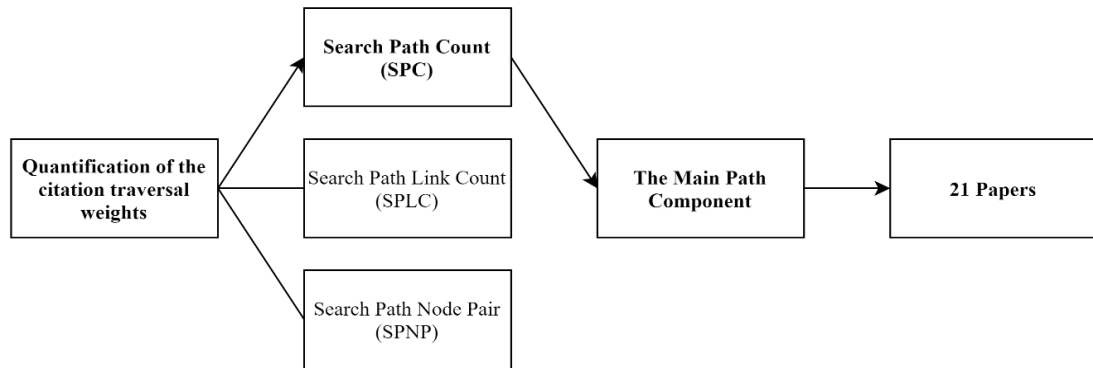 Search Path Count
(SPC)
Quantification of the
citation traversal
weights
Search Path Link Count
(SPLC)
The Main Path
Component
21 Papers
Search Path Node Pair
(SPNP)